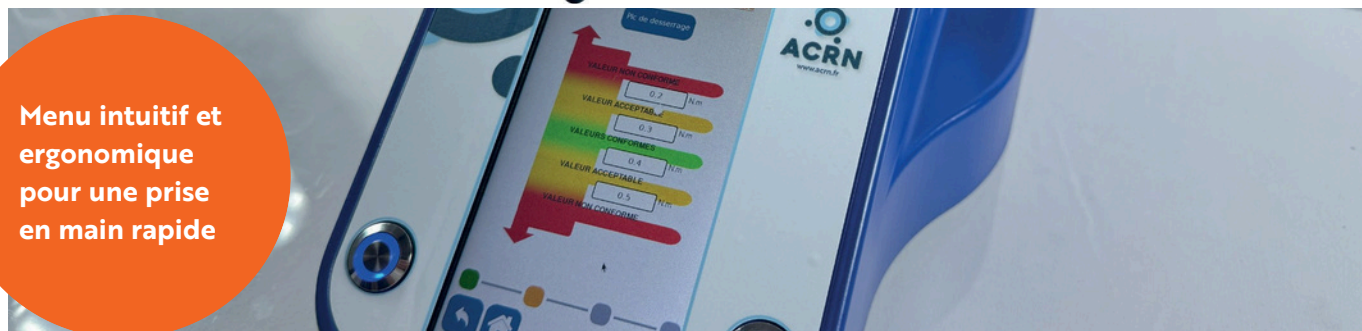 Menu intuitif et
ergonomique
pour une prise
en main rapide
Pic de desserrage
ACRN
www.acrn.fr
VALEUR NON CONFORME
0.2 N.m
VALEUR ACCEPTABLE
0.3 N.m
VALEURS CONFORMES
0.4 N.m
VALEUR ACCEPTABLE
0.5 N.m
VALEUR NON CONFORME